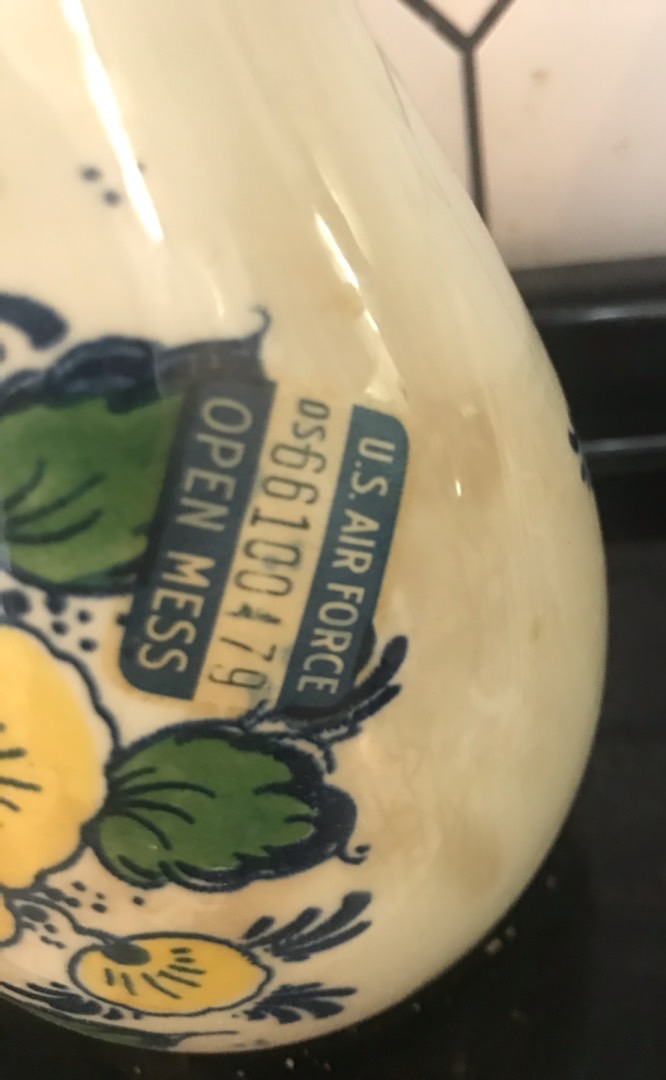 U.S. AIR FORCE
DS66100479
OPEN MESS